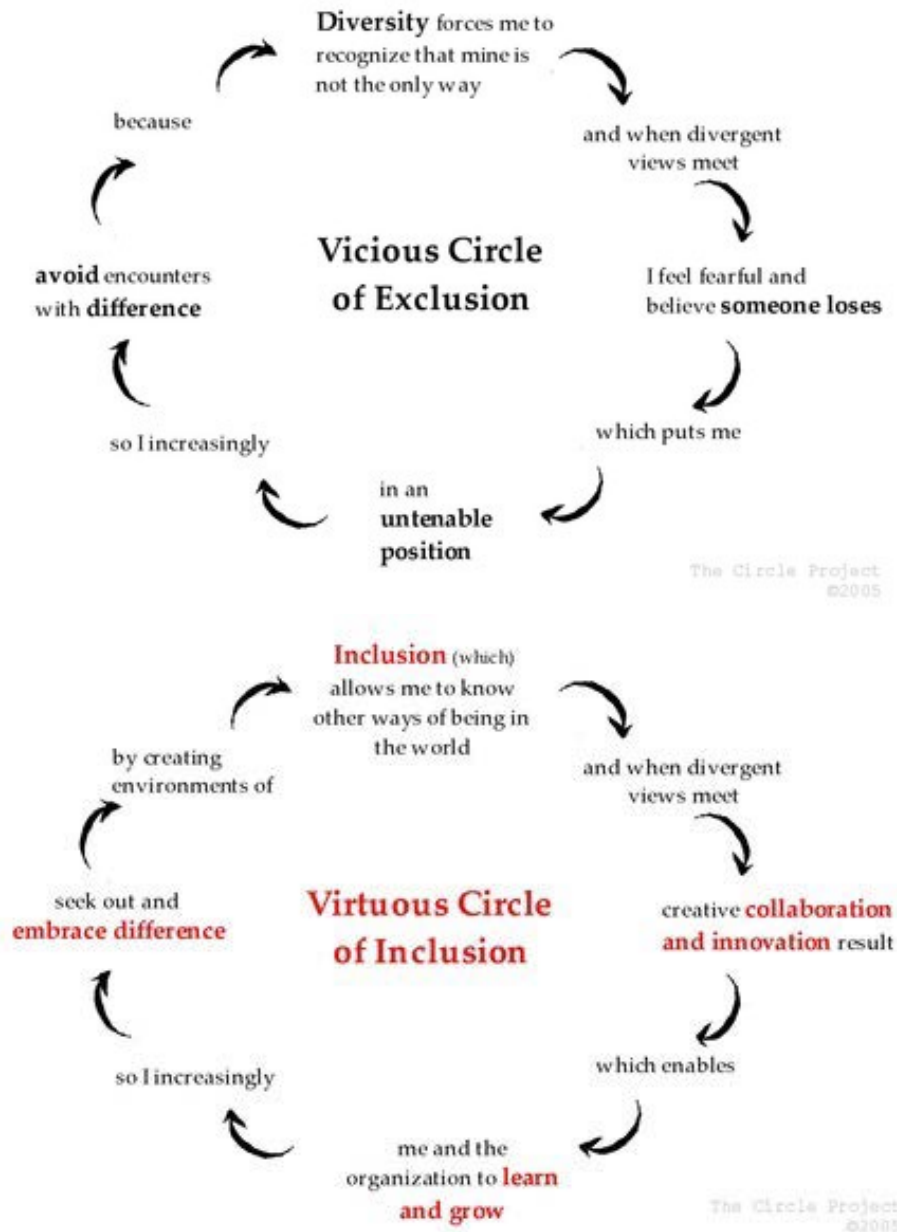 Diversity forces me to
recognize that mine is
not the only way
and when divergent
views meet
I feel fearful and
believe someone loses
which puts me
in an
untenable
position
so I increasingly
avoid encounters
with difference
because
Vicious Circle
of Exclusion
The Circle Project
©2005
Inclusion (which)
allows me to know
other ways of being in
the world
and when divergent
views meet
creative collaboration
and innovation result
which enables
me and the
organization to learn
and grow
so I increasingly
seek out and
embrace difference
by creating
environments of
Virtuous Circle
of Inclusion
The Circle Project
©2005